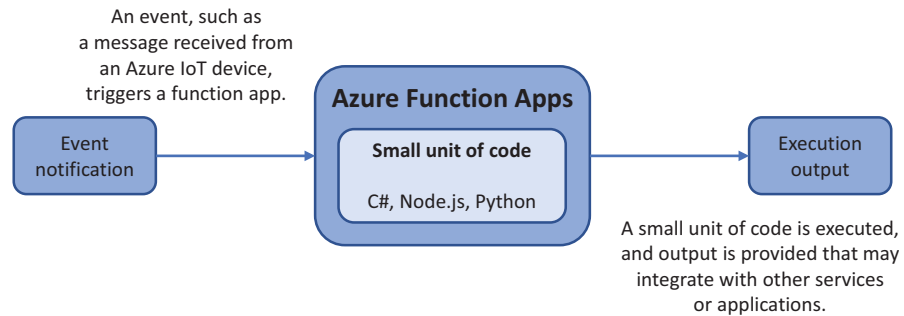 An event, such as
a message received from
an Azure IoT device,
triggers a function app.
Event
notification
Azure Function Apps
Small unit of code
C#, Node.js, Python
Execution
output
A small unit of code is executed,
and output is provided that may
integrate with other services
or applications.